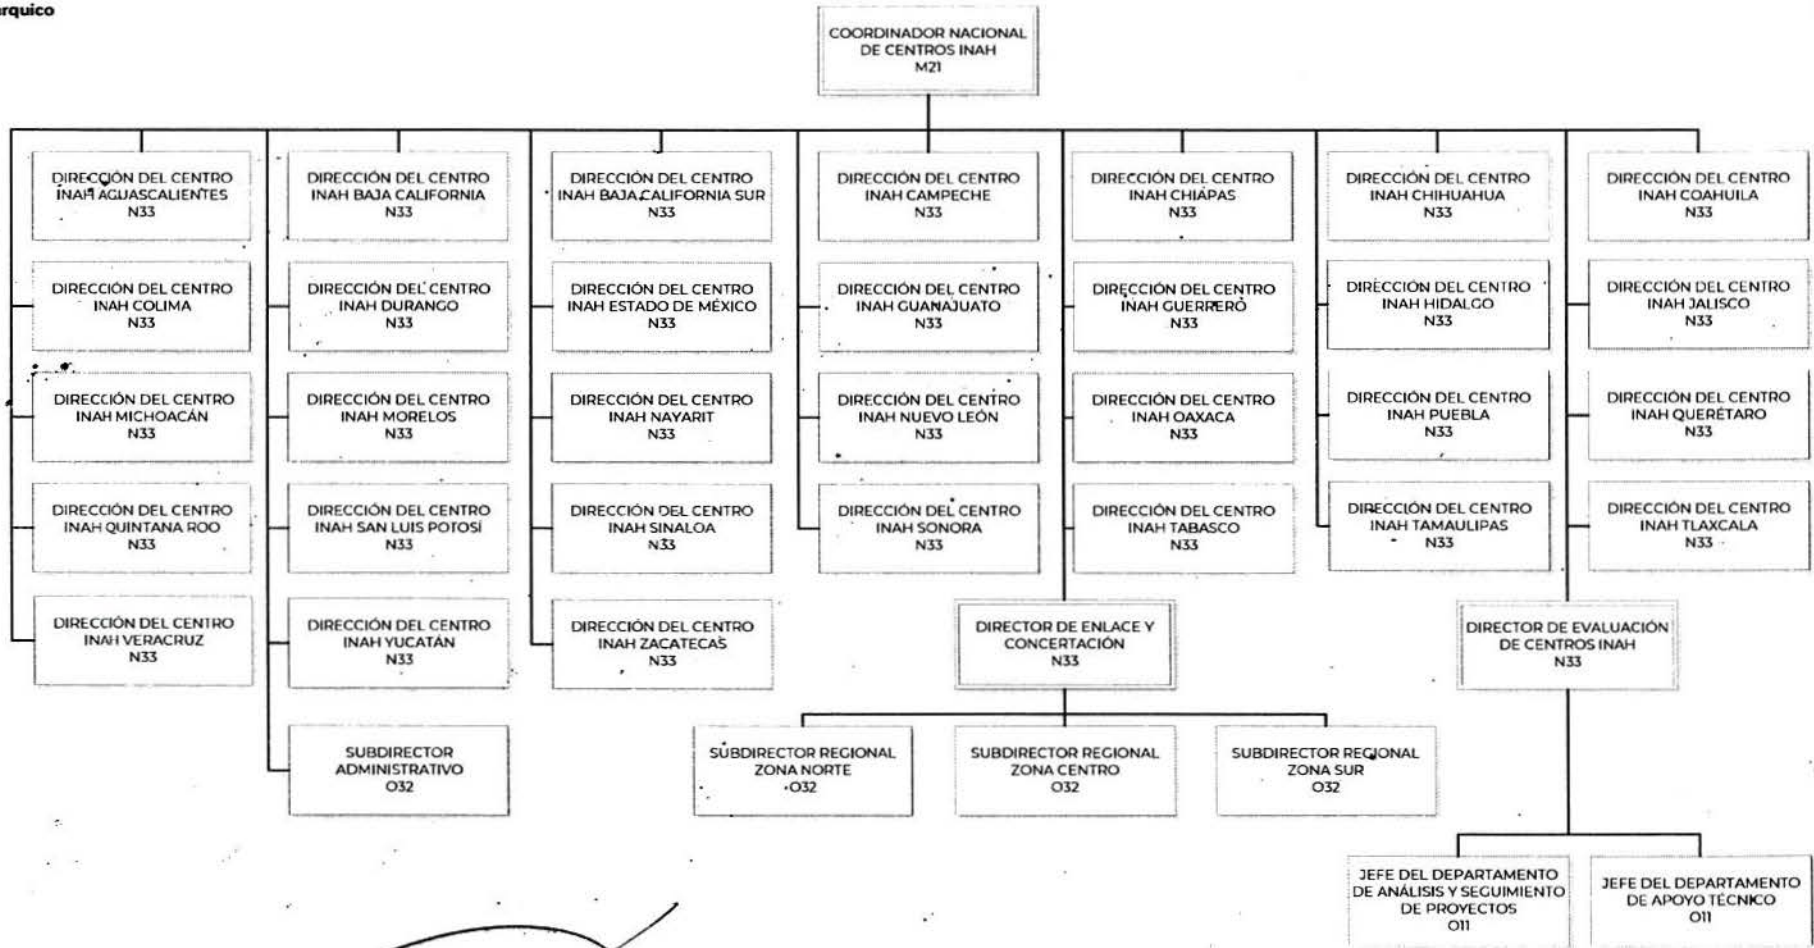 COORDINADOR NACIONAL
DE CENTROS INAH
M21
DIRECCIÓN DEL CENTRO
INAH AGUASCALIENTES
N33
DIRECCIÓN DEL CENTRO
INAH BAJA CALIFORNIA
N33
DIRECCIÓN DEL CENTRO
INAH BAJA CALIFORNIA SUR
N33
DIRECCIÓN DEL CENTRO
INAH CAMPECHE
N33
DIRECCIÓN DEL CENTRO
INAH CHIAPAS
N33
DIRECCIÓN DEL CENTRO
INAH CHIHUAHUA
N33
DIRECCIÓN DEL CENTRO
INAH COAHUILA
N33
DIRECCIÓN DEL CENTRO
INAH COLIMA
N33
DIRECCIÓN DEL CENTRO
INAH DURANGO
N33
DIRECCIÓN DEL CENTRO
INAH ESTADO DE MÉXICO
N33
DIRECCIÓN DEL CENTRO
INAH GUANAJUATO
N33
DIRECCIÓN DEL CENTRO
INAH GUERRERO
N33
DIRECCIÓN DEL CENTRO
INAH HIDALGO
N33
DIRECCIÓN DEL CENTRO
INAH JALISCO
N33
DIRECCIÓN DEL CENTRO
INAH MICHOACÁN
N33
DIRECCIÓN DEL CENTRO
INAH MORELOS
N33
DIRECCIÓN DEL CENTRO
INAH NAYARIT
N33
DIRECCIÓN DEL CENTRO
INAH NUEVO LEÓN
N33
DIRECCIÓN DEL CENTRO
INAH OAXACA
N33
DIRECCIÓN DEL CENTRO
INAH PUEBLA
N33
DIRECCIÓN DEL CENTRO
INAH QUERÉTARO
N33
DIRECCIÓN DEL CENTRO
INAH QUINTANA ROO
N33
DIRECCIÓN DEL CENTRO
INAH SAN LUIS POTOSÍ
N33
DIRECCIÓN DEL CENTRO
INAH SINALOA
N33
DIRECCIÓN DEL CENTRO
INAH SONORA
N33
DIRECCIÓN DEL CENTRO
INAH TABASCO
N33
DIRECCIÓN DEL CENTRO
INAH TAMAULIPAS
N33
DIRECCIÓN DEL CENTRO
INAH TLAXCALA
N33
DIRECCIÓN DEL CENTRO
INAH VERACRUZ
N33
DIRECCIÓN DEL CENTRO
INAH YUCATÁN
N33
DIRECCIÓN DEL CENTRO
INAH ZACATECAS
N33
DIRECTOR DE ENLACE Y
CONCERTACIÓN
N33
DIRECTOR DE EVALUACIÓN
DE CENTROS INAH
N33
SUBDIRECTOR
ADMINISTRATIVO
O32
SUBDIRECTOR REGIONAL
ZONA NORTE
O32
SUBDIRECTOR REGIONAL
ZONA CENTRO
O32
SUBDIRECTOR REGIONAL
ZONA SUR
O32
JEFE DEL DEPARTAMENTO
DE ANÁLISIS Y SEGUIMIENTO
DE PROYECTOS
O11
JEFE DEL DEPARTAMENTO
DE APOYO TÉCNICO
O11